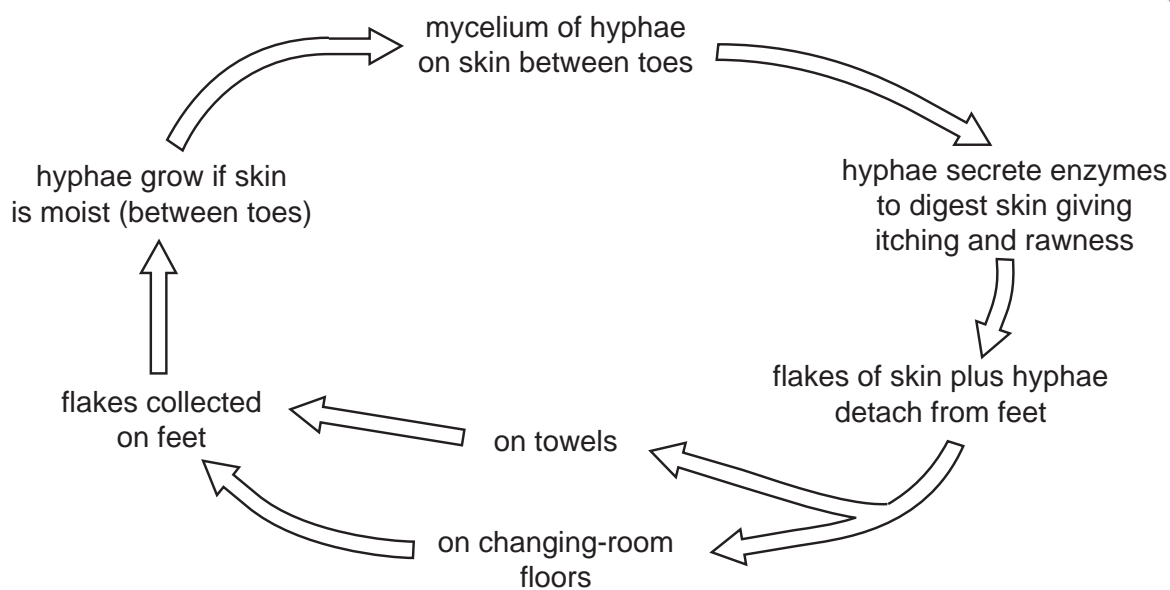 mycelium of hyphae
on skin between toes
hyphae secrete enzymes
to digest skin giving
itching and rawness
flakes of skin plus hyphae
detach from feet
on towels
on changing-room
floors
flakes collected
on feet
hyphae grow if skin
is moist (between toes)